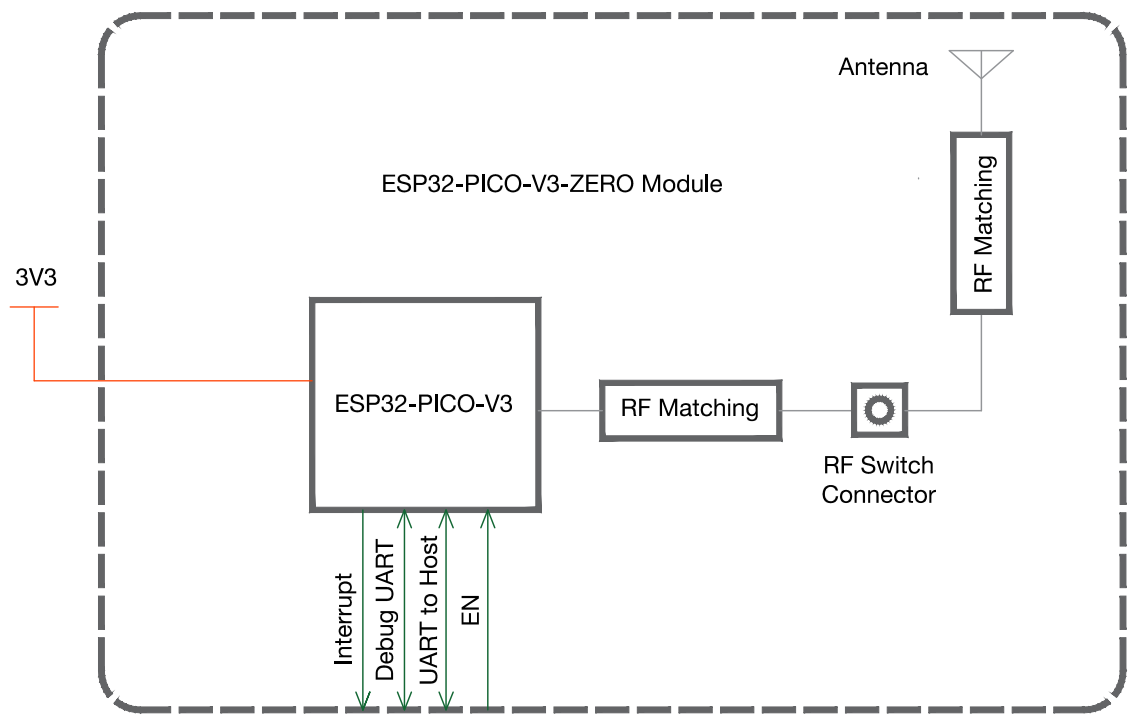 Antenna
ESP32-PICO-V3-ZERO Module
RF Matching
3V3
ESP32-PICO-V3
RF Matching
RF Switch
Connector
Interrupt
Debug UART
UART to Host
EN